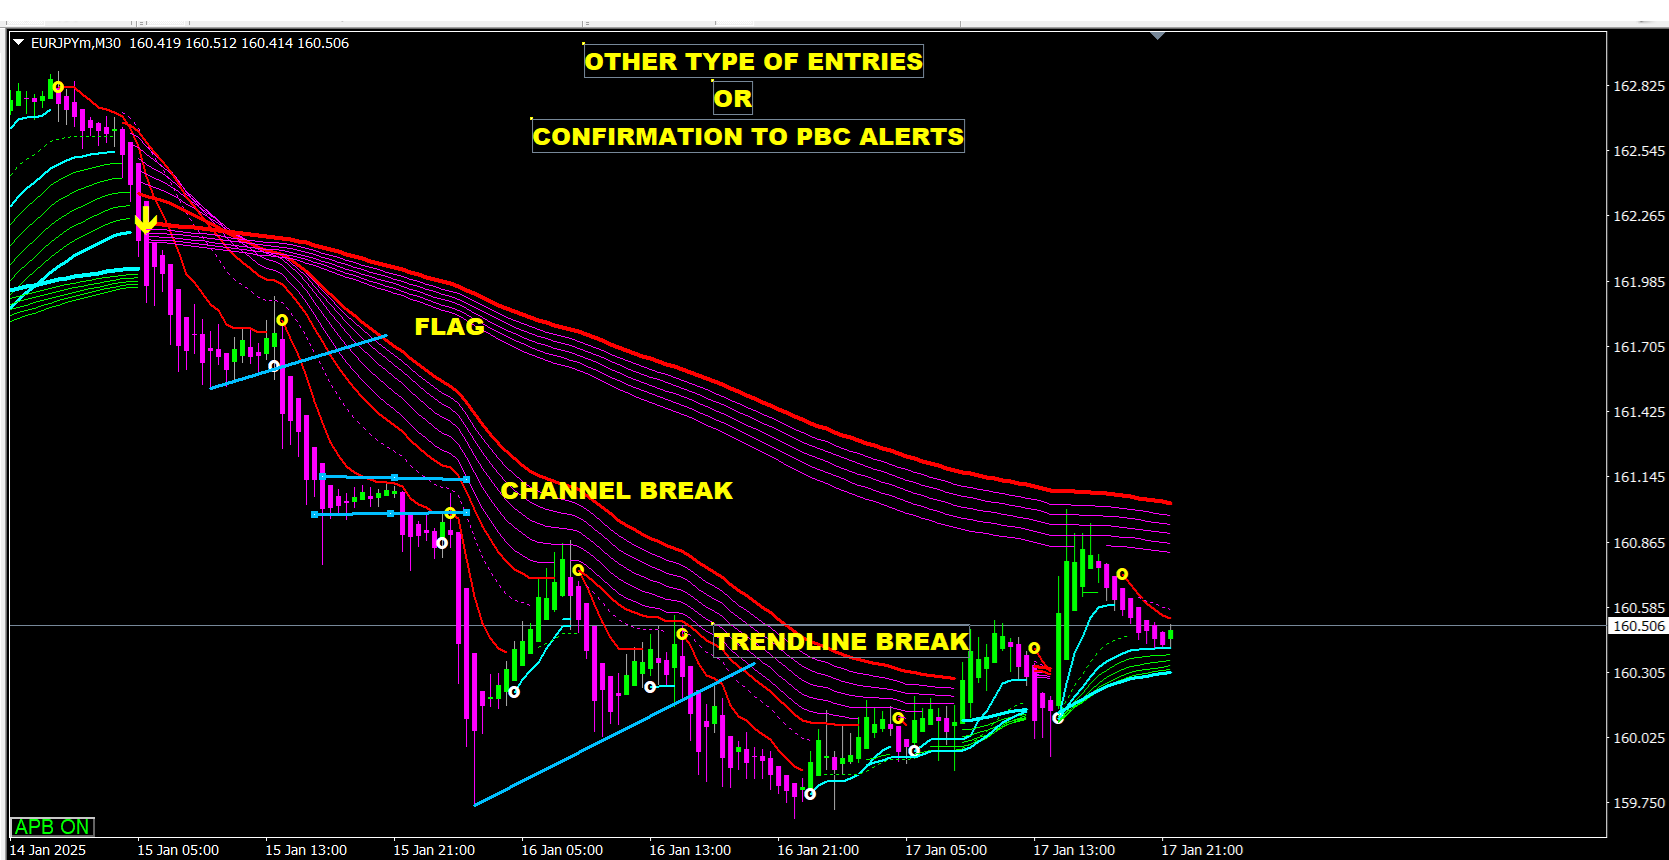 EURJPYm,M30 160.419 160.512 160.414 160.506
OTHER TYPE OF ENTRIES
OR
CONFIRMATION TO PBC ALERTS
162.825
162.545
162.265
161.985
FLAG
161.705
161.425
161.145
CHANNEL BREAK
160.865
160.585
160.506
TRENDLINE BREAK
160.305
160.025
159.750
APB ON
14 Jan 2025 15 Jan 05:00 15 Jan 13:00 15 Jan 21:00 16 Jan 05:00 16 Jan 13:00 16 Jan 21:00 17 Jan 05:00 17 Jan 13:00 17 Jan 21:00